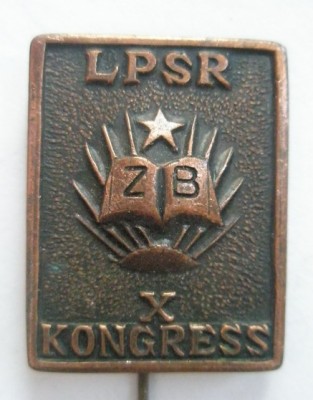 LPSR
Z B
X
KONGRESS